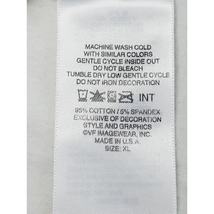 MACHINE WASH COLD
WITH SIMILAR COLORS
GENTLE CYCLE INSIDE OUT
DO NOT BLEACH
TUMBLE DRY LOW GENTLE CYCLE
DO NOT IRON DECORATION
INT
95% COTTON / 5% SPANDEX
EXCLUSIVE OF DECORATION
STYLE AND GRAPHICS
©VF IMAGEWEAR, INC.
MADE IN U.S.A.
SIZE: XL